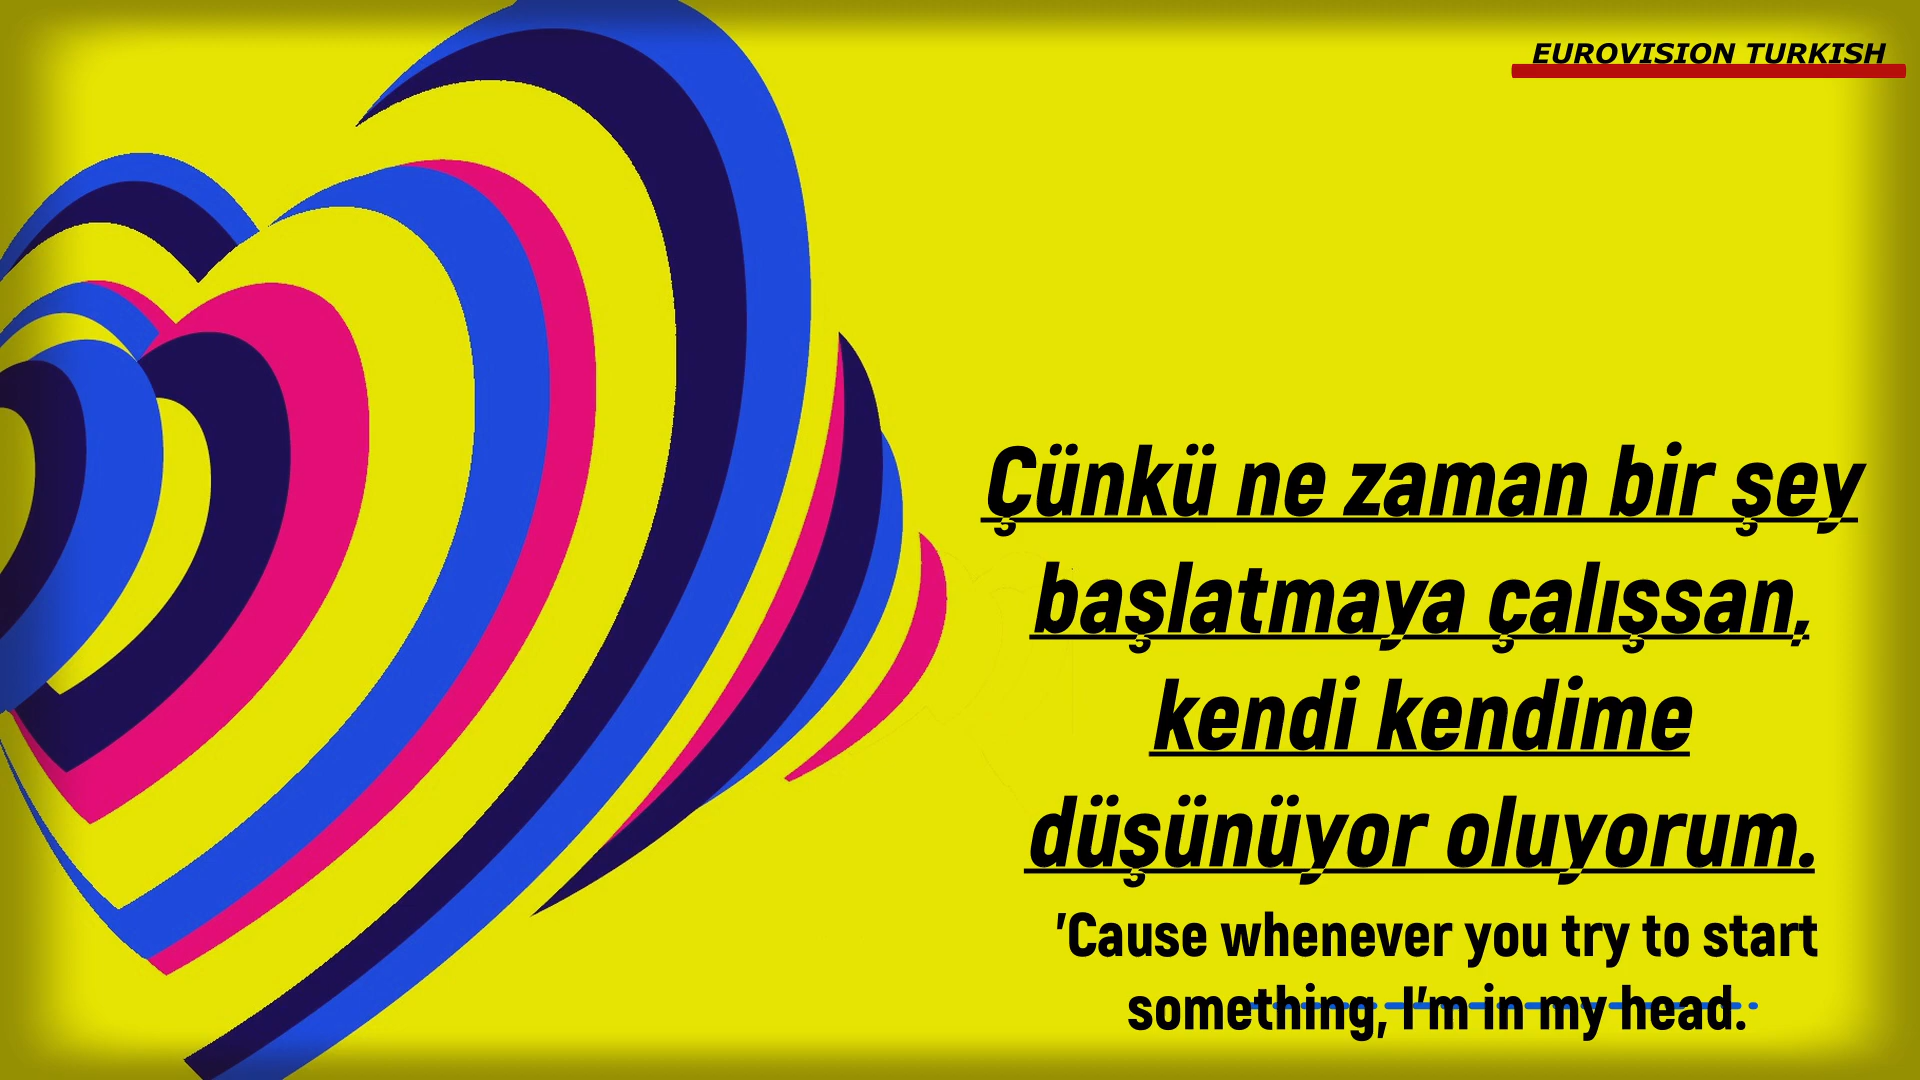 EUROVISION TURKISH
Çünkü ne zaman bir şey
başlatmaya çalışsan,
kendi kendime
düşünüyor oluyorum.
'Cause whenever you try to start
something, I'm in my head.